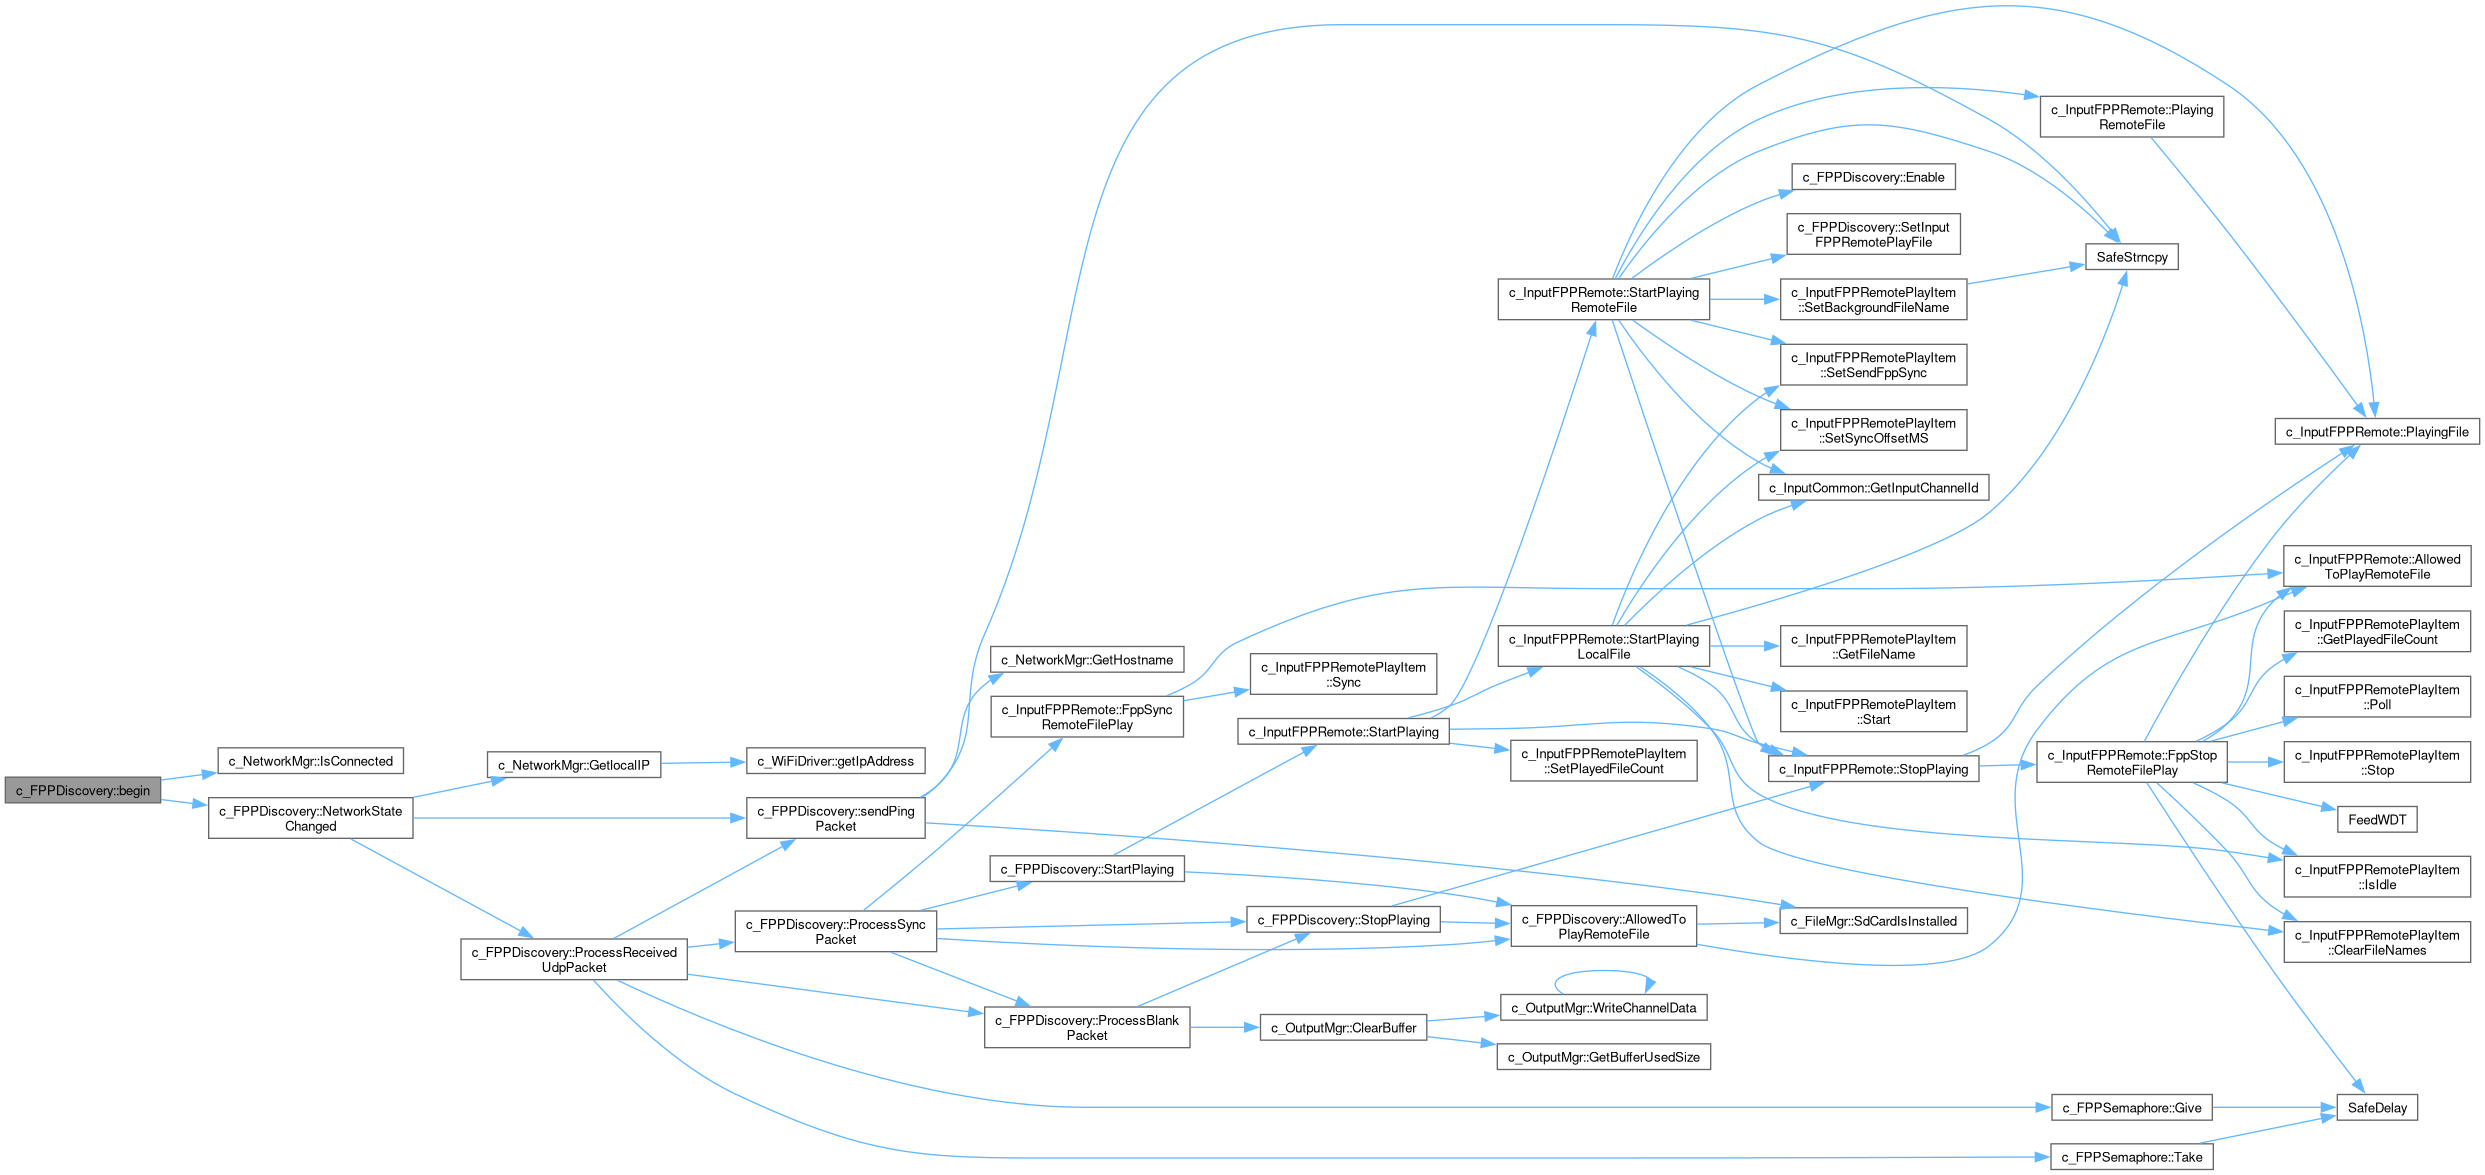 c_FPPDiscovery::begin
c_NetworkMgr::IsConnected
c_FPPDiscovery::NetworkState
Changed
c_NetworkMgr::GetlocalIP
c_FPPDiscovery::ProcessReceived
UdpPacket
c_WiFiDriver::getIpAddress
c_FPPDiscovery::sendPing
Packet
c_FPPDiscovery::ProcessSync
Packet
c_NetworkMgr::GetHostname
c_InputFPPRemote::FppSync
RemoteFilePlay
c_FPPDiscovery::StartPlaying
c_FPPDiscovery::ProcessBlank
Packet
c_InputFPPRemotePlayItem
::Sync
c_InputFPPRemote::StartPlaying
c_FPPDiscovery::StopPlaying
c_OutputMgr::ClearBuffer
c_InputFPPRemote::StartPlaying
RemoteFile
c_InputFPPRemote::StartPlaying
LocalFile
c_InputFPPRemotePlayItem
::SetPlayedFileCount
c_FPPDiscovery::AllowedTo
PlayRemoteFile
c_OutputMgr::WriteChannelData
c_OutputMgr::GetBufferUsedSize
c_FPPDiscovery::Enable
c_FPPDiscovery::SetInput
FPPRemotePlayFile
c_InputFPPRemotePlayItem
::SetBackgroundFileName
c_InputFPPRemotePlayItem
::SetSendFppSync
c_InputFPPRemotePlayItem
::SetSyncOffsetMS
c_InputCommon::GetInputChannelId
c_InputFPPRemotePlayItem
::GetFileName
c_InputFPPRemotePlayItem
::Start
c_InputFPPRemote::StopPlaying
c_FileMgr::SdCardIsInstalled
c_InputFPPRemote::Playing
RemoteFile
SafeStrncpy
c_InputFPPRemote::FppStop
RemoteFilePlay
c_FPPSemaphore::Give
c_FPPSemaphore::Take
c_InputFPPRemote::PlayingFile
c_InputFPPRemote::Allowed
ToPlayRemoteFile
c_InputFPPRemotePlayItem
::GetPlayedFileCount
c_InputFPPRemotePlayItem
::Poll
c_InputFPPRemotePlayItem
::Stop
FeedWDT
c_InputFPPRemotePlayItem
::IsIdle
c_InputFPPRemotePlayItem
::ClearFileNames
SafeDelay